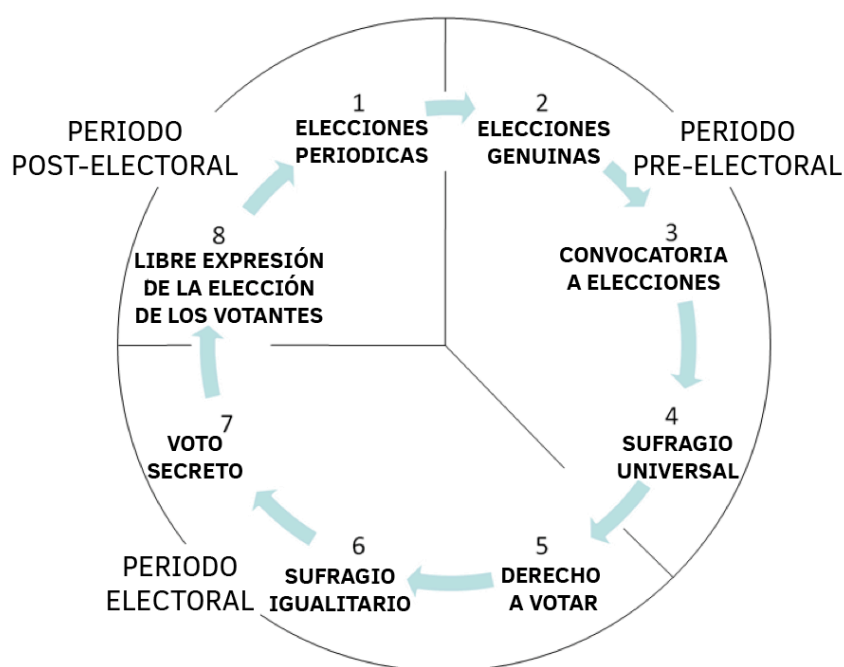 PERIODO
POST-ELECTORAL
1
ELECCIONES
PERIODICAS
2
ELECCIONES
GENUINAS
PERIODO
PRE-ELECTORAL
3
CONVOCATORIA
A ELECCIONES
4
SUFRAGIO
UNIVERSAL
5
DERECHO
A VOTAR
6
SUFRAGIO
IGUALITARIO
PERIODO
ELECTORAL
7
VOTO
SECRETO
8
LIBRE EXPRESIÓN
DE LA ELECCIÓN
DE LOS VOTANTES